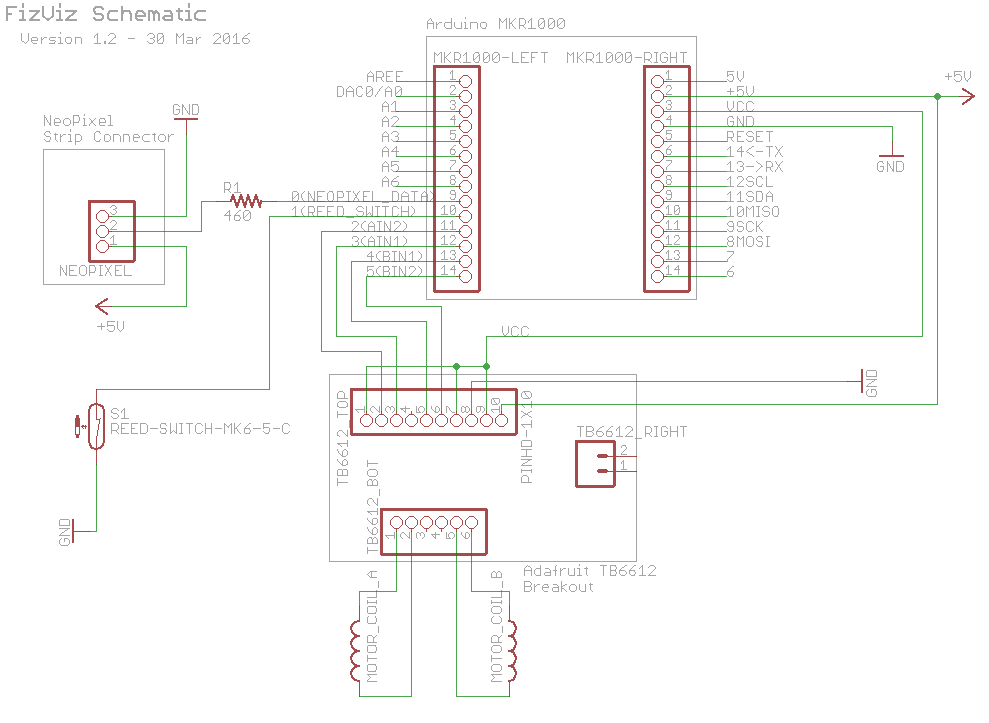 FizViz Schematic
Version 1.2 - 30 Mar 2016
Arduino MKR1000
MKR1000-LEFT
MKR1000-RIGHT
AREF 1
DAC0/A0 2
A1 3
A2 4
A3 5
A4 6
A5 7
A6 8
0(NEOPIXEL_DATA) 9
1(REED_SWITCH) 10
2(AIN2) 11
3(AIN1) 12
4(BIN1) 13
5(BIN2) 14
1 5V
2 +5V
3 VCC
4 GND
5 RESET
6 14<-TX
7 13->RX
8 12SCL
9 11SDA
10 10MISO
11 9SCK
12 8MOSI
13 7
14 6
+5V
GND
GND
NeoPixel
Strip Connector
3
2
1
NEOPIXEL
+5V
R1
460
S1
REED-SWITCH-MK6-5-C
GND
VCC
GND
TB6612_TOP
1 2 3 4 5 6 7 8 9 10
PINHD-1X10
TB6612_RIGHT
2
1
TB6612_BOT
1 2 3 4 5 6
Adafruit TB6612
Breakout
MOTOR_COIL_A
MOTOR_COIL_B